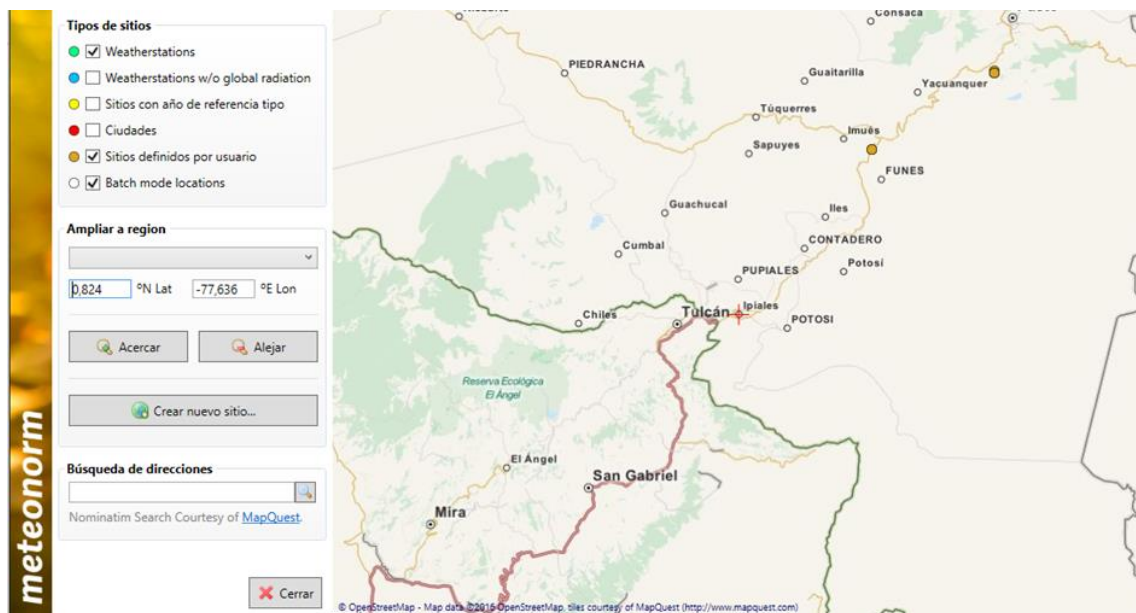 Tipos de sitios
Weatherstations
Weatherstations w/o global radiation
Sitios con año de referencia tipo
Ciudades
Sitios definidos por usuario
Batch mode locations
Ampliar a region
0,824 ºN Lat -77,636 ºE Lon
Acercar Alejar
Crear nuevo sitio...
Búsqueda de direcciones
Nominatim Search Courtesy of MapQuest.
Cerrar
meteonorm
Consaca
PIEDRANCHA
Guaitarilla
Yacuanquer
Túquerres
Imués
Sapuyes
FUNES
Guachucal
Iles
Cumbal
CONTADERO
Potosí
PUPIALES
Chiles
Tulcán
Ipiales
POTOSI
Reserva Ecológica
El Ángel
El Ángel
San Gabriel
Mira
© OpenStreetMap - Map data ©2015 OpenStreetMap, tiles courtesy of MapQuest (http://www.mapquest.com)